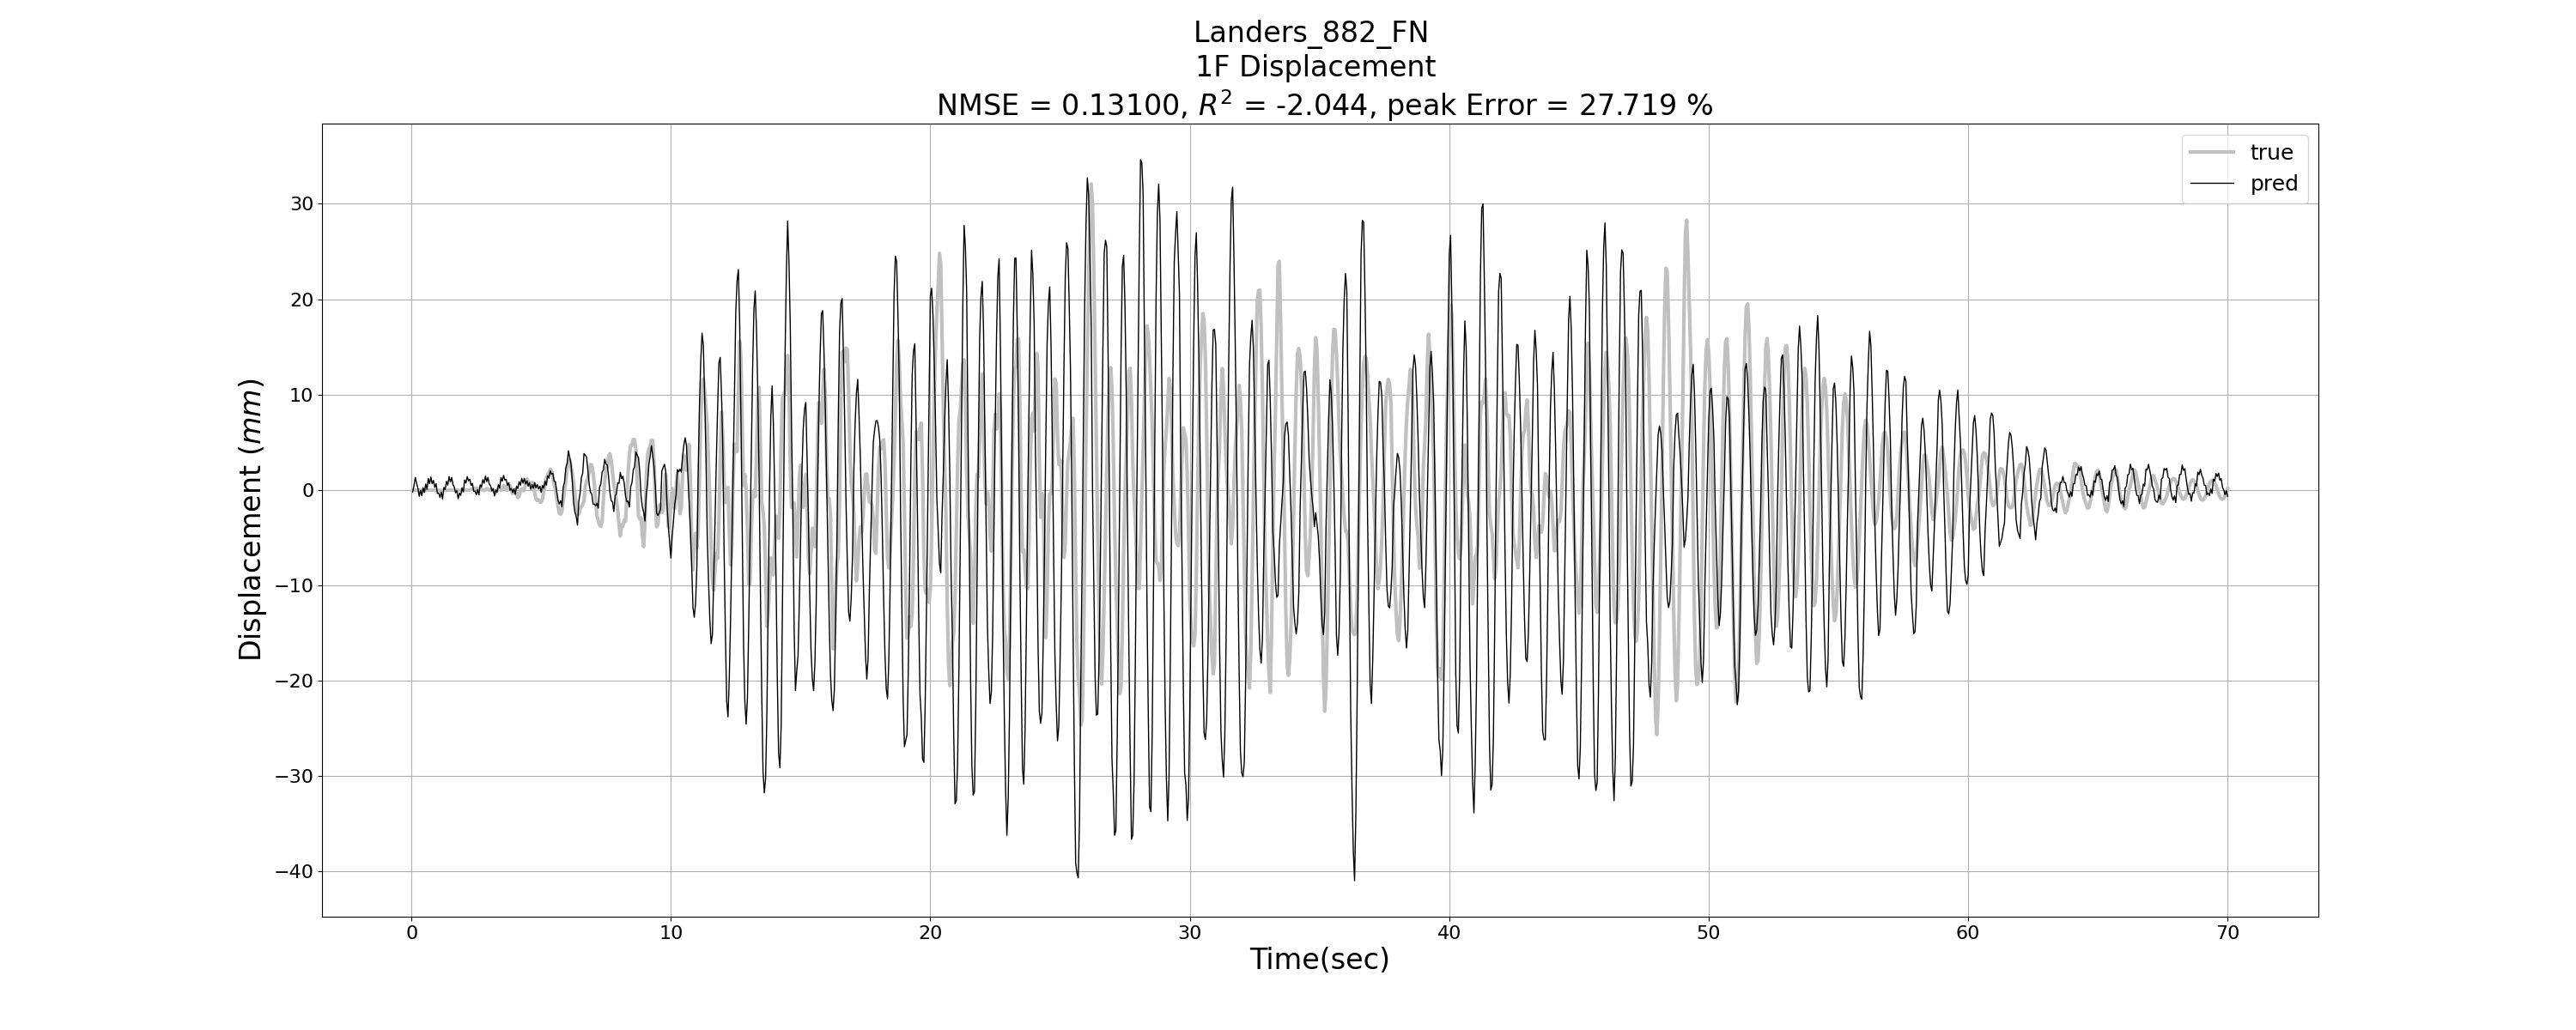 Landers_882_FN
1F Displacement
NMSE = 0.13100, R² = -2.044, peak Error = 27.719 %
true
pred
30
20
10
0
−10
−20
−30
−40
Displacement (mm)
0 10 20 30 40 50 60 70
Time(sec)